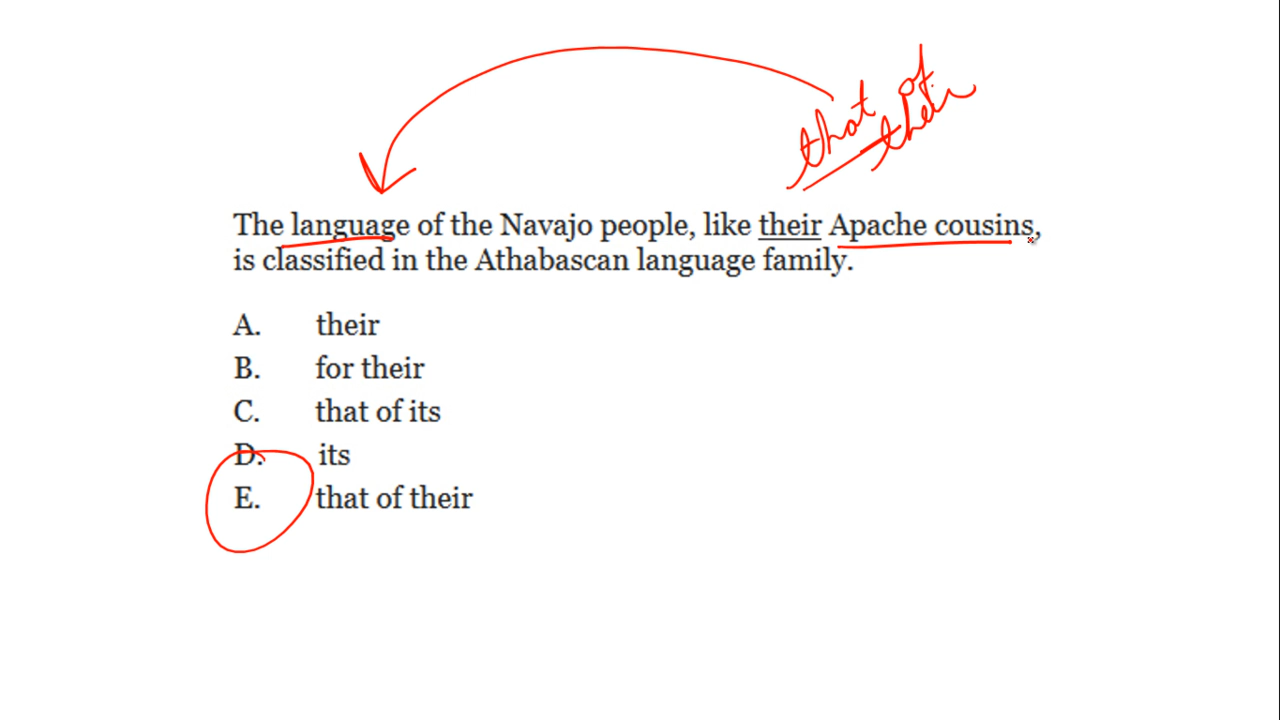 that of
their
The language of the Navajo people, like their Apache cousins,
is classified in the Athabascan language family.
A. their
B. for their
C. that of its
D. its
E. that of their